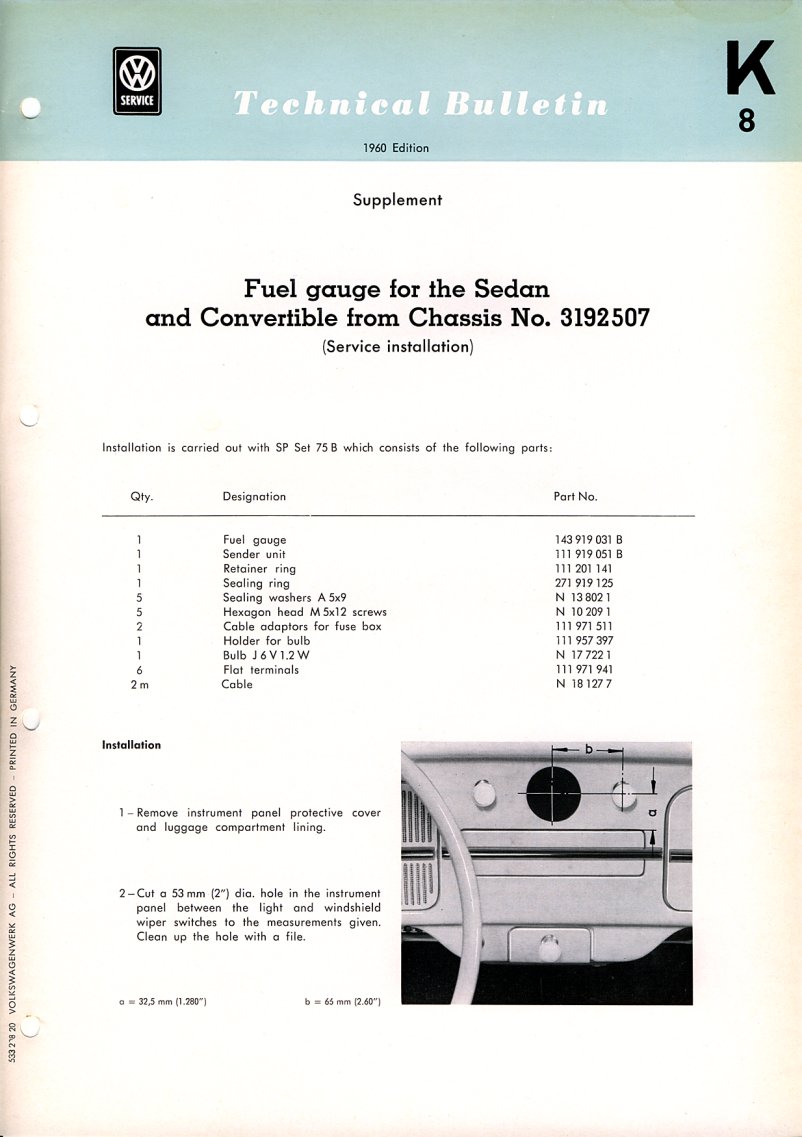 K
SERVICE
Technical Bulletin
8
1960 Edition
Supplement
Fuel gauge for the Sedan
and Convertible from Chassis No. 3192507
(Service installation)
Installation is carried out with SP Set 75 B which consists of the following parts:
Qty. Designation Part No.
1 Fuel gauge 143 919 031 B
1 Sender unit 111 919 051 B
1 Retainer ring 111 201 141
1 Sealing ring 271 919 125
5 Sealing washers A 5x9 N 13 802 1
5 Hexagon head M 5x12 screws N 10 209 1
2 Cable adaptors for fuse box 111 971 511
1 Holder for bulb 111 957 397
1 Bulb J 6 V 1.2 W N 17 722 1
6 Flat terminals 111 971 941
2 m Cable N 18 127 7
Installation
1 – Remove instrument panel protective cover
and luggage compartment lining.
2 – Cut a 53 mm (2") dia. hole in the instrument
panel between the light and windshield
wiper switches to the measurements given.
Clean up the hole with a file.
a = 32,5 mm (1.280") b = 65 mm (2.60")
b
a
VOLKSWAGENWERK AG – ALL RIGHTS RESERVED – PRINTED IN GERMANY